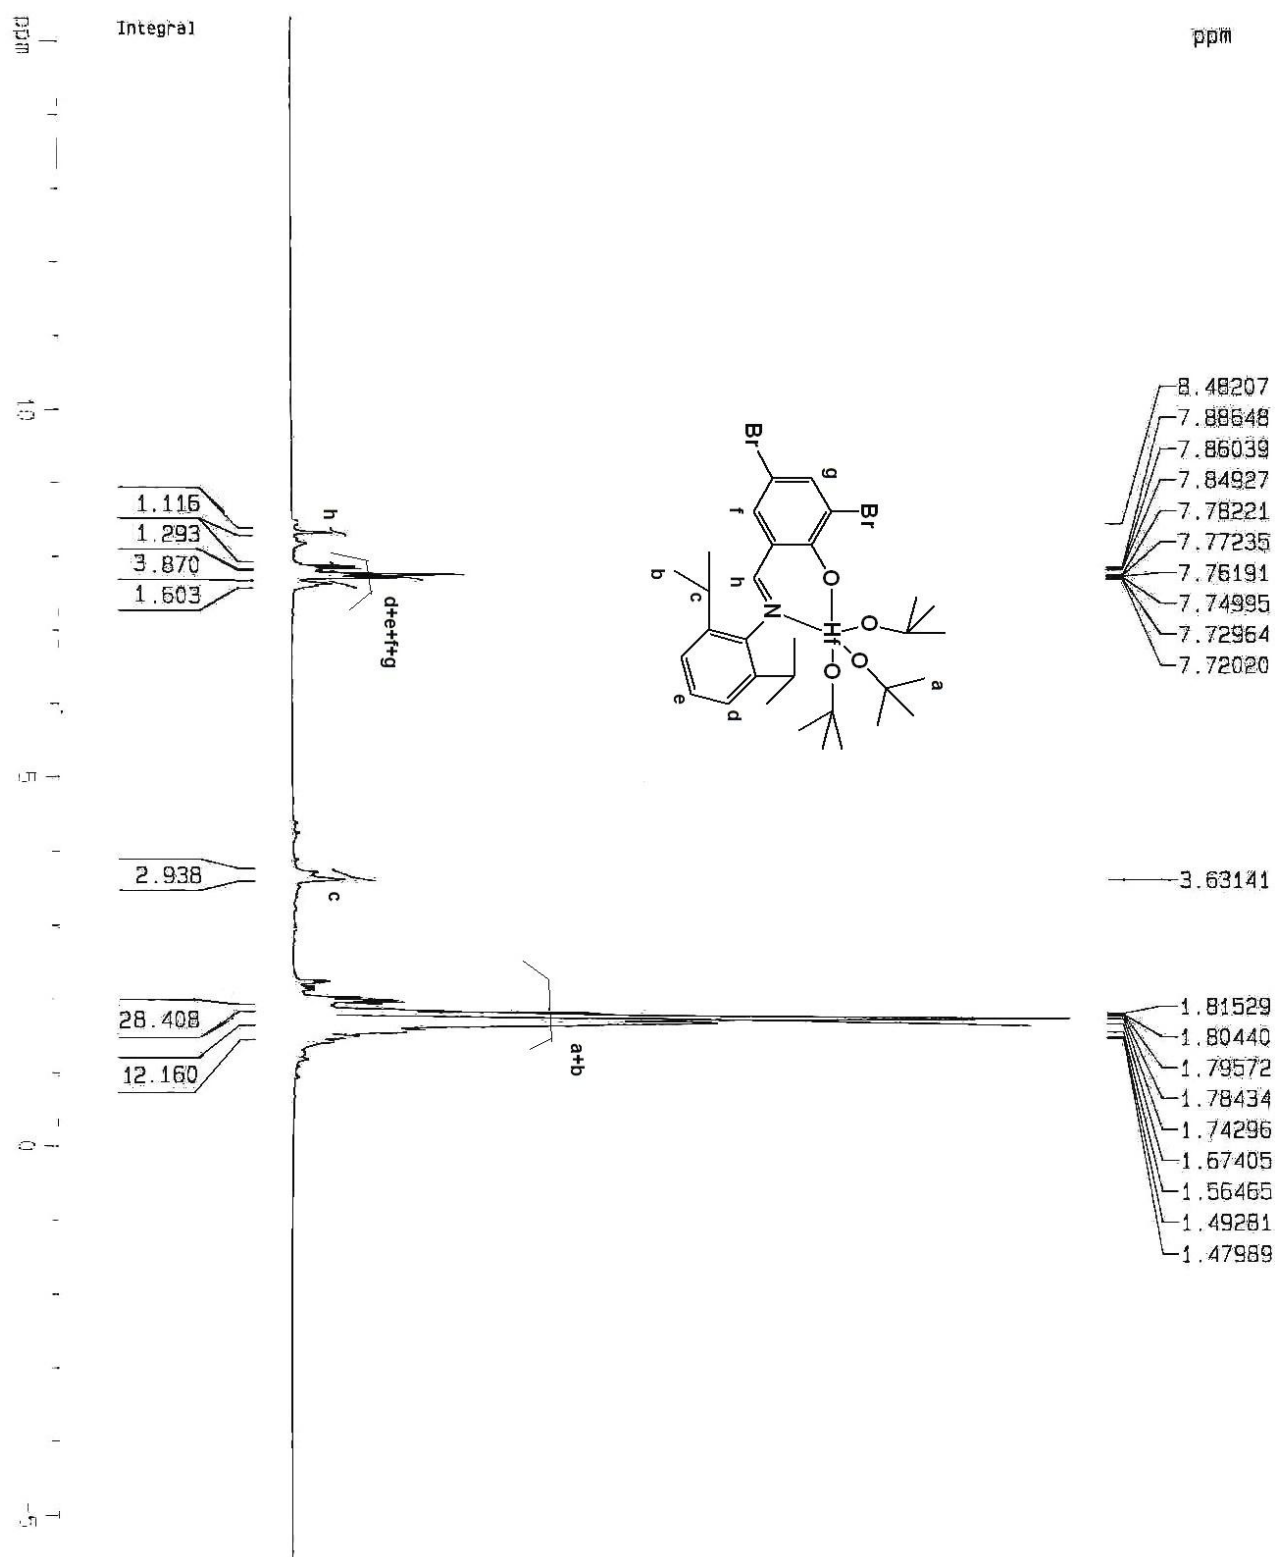 Integral
ppm
ppm
10
5
0
-5
1.116
1.293
3.870
1.603
2.938
28.408
12.160
h
d+e+f+g
c
a+b
Br
g
Br
f
h
O
N
Hf
O
O
O
a
b
c
e
d
8.48207
7.88648
7.86039
7.84927
7.78221
7.77235
7.76191
7.74995
7.72964
7.72020
3.63141
1.81529
1.80440
1.79572
1.78434
1.74296
1.67405
1.56465
1.49281
1.47989